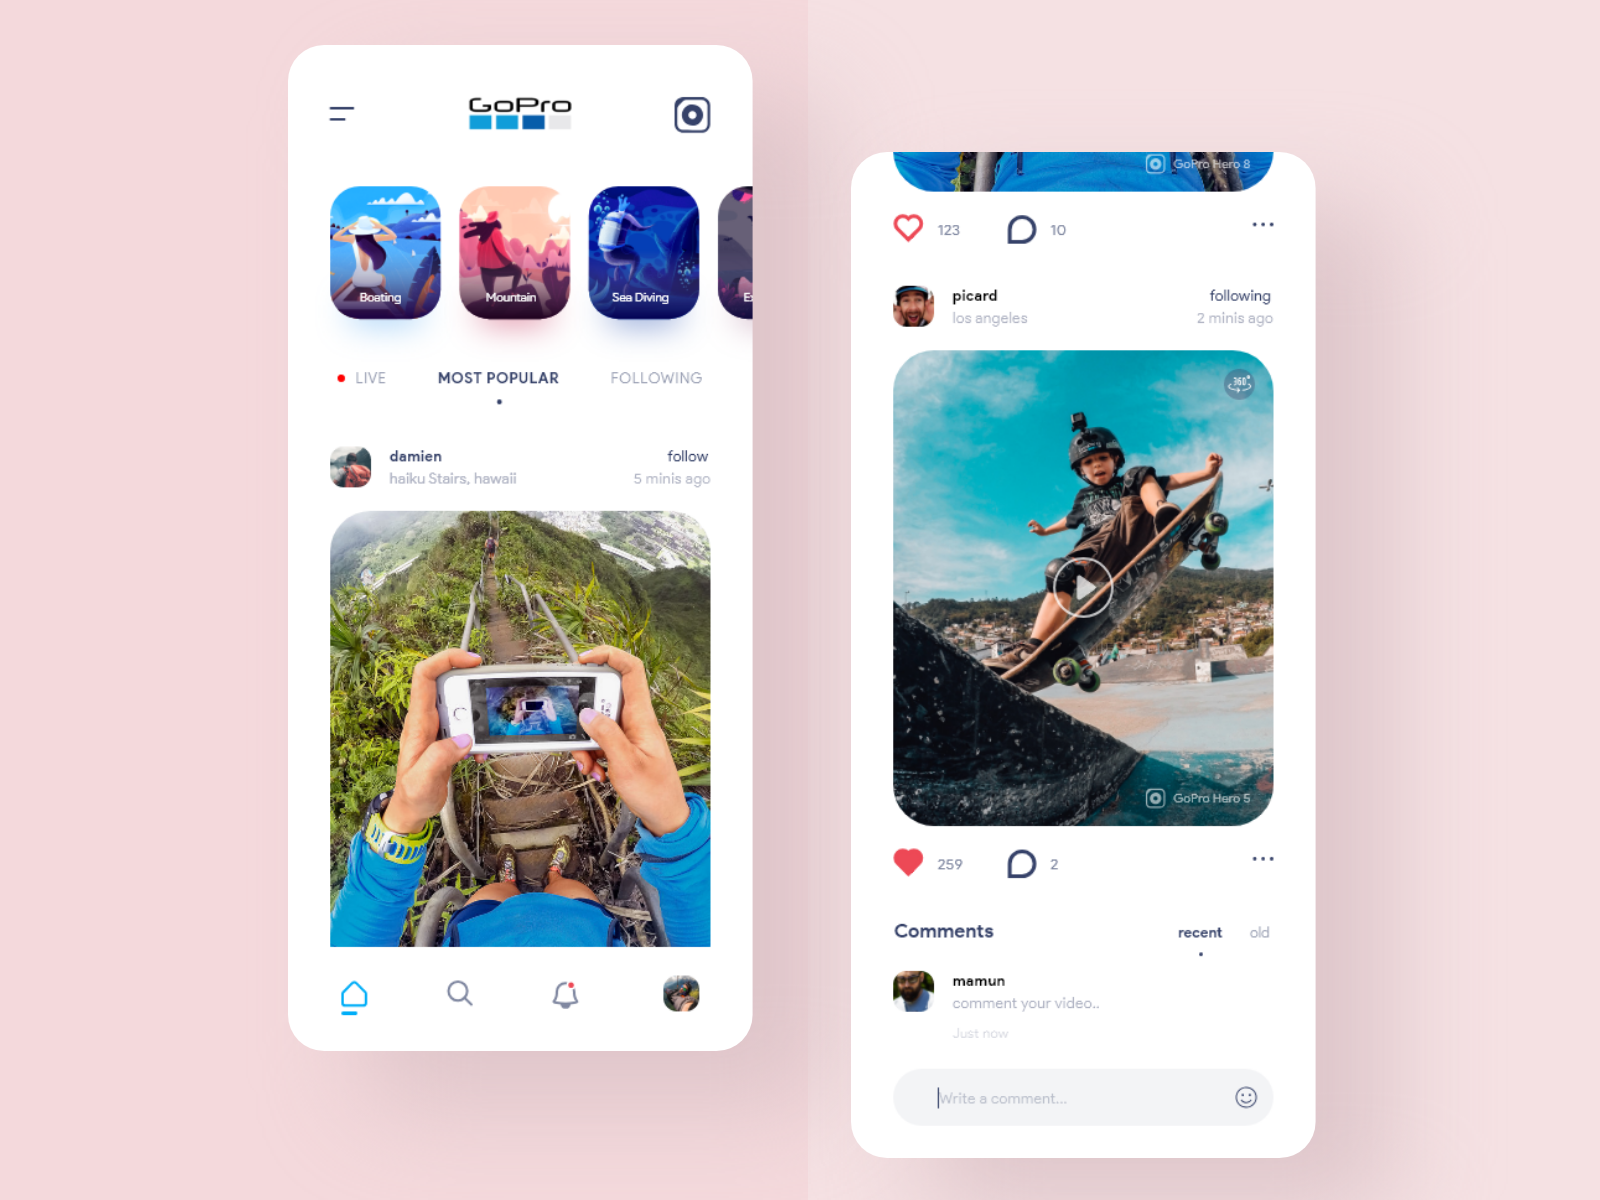 GoPro
Boating
Mountain
Sea Diving
Ex
LIVE
MOST POPULAR
FOLLOWING
damien
follow
haiku Stairs, hawaii
5 minis ago
GoPro Hero 8
123
10
picard
following
los angeles
2 minis ago
360°
GoPro Hero 5
259
2
Comments
recent
old
mamun
comment your video..
Just now
Write a comment...